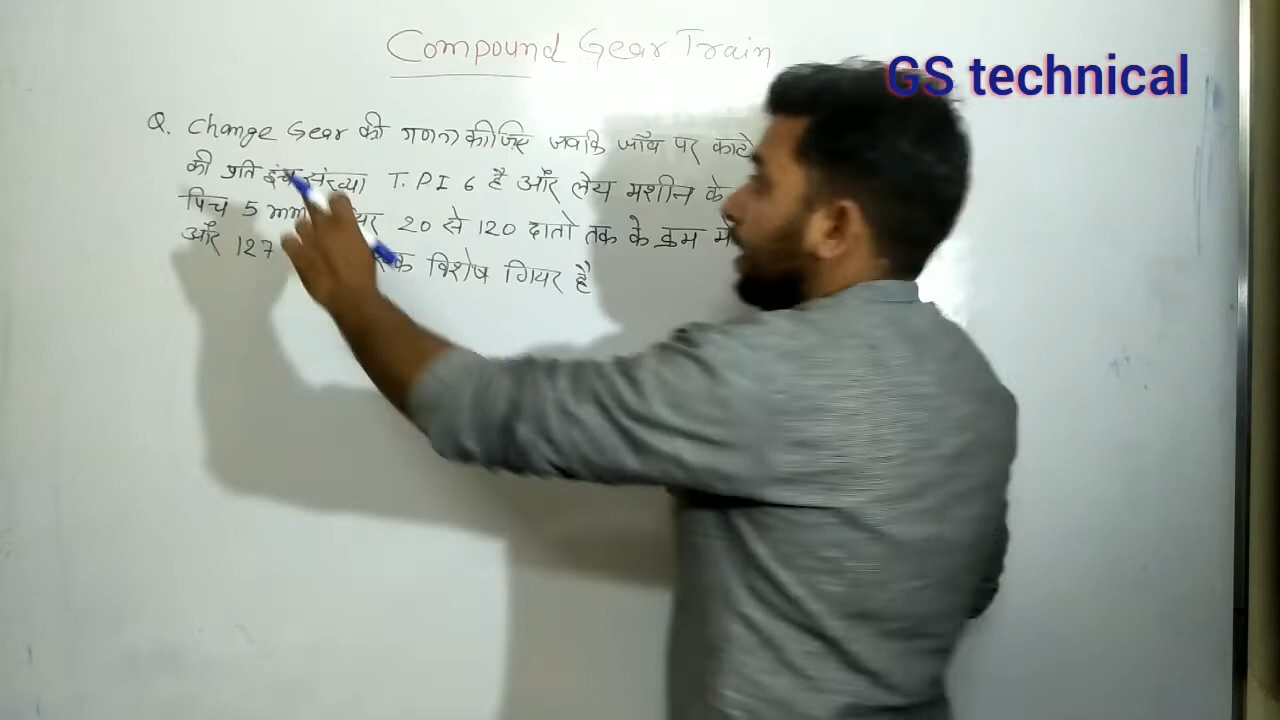 Compound Gear Train
GS technical
Q. Change Gear की गणना कीजिए जबकि जॉब पर काटे
की प्रति इंच संख्या T.P.I 6 है और लेथ मशीन के
पिच 5 mm 20 से 120 दातो तक के क्रम में
और 127 विशेष गियर है